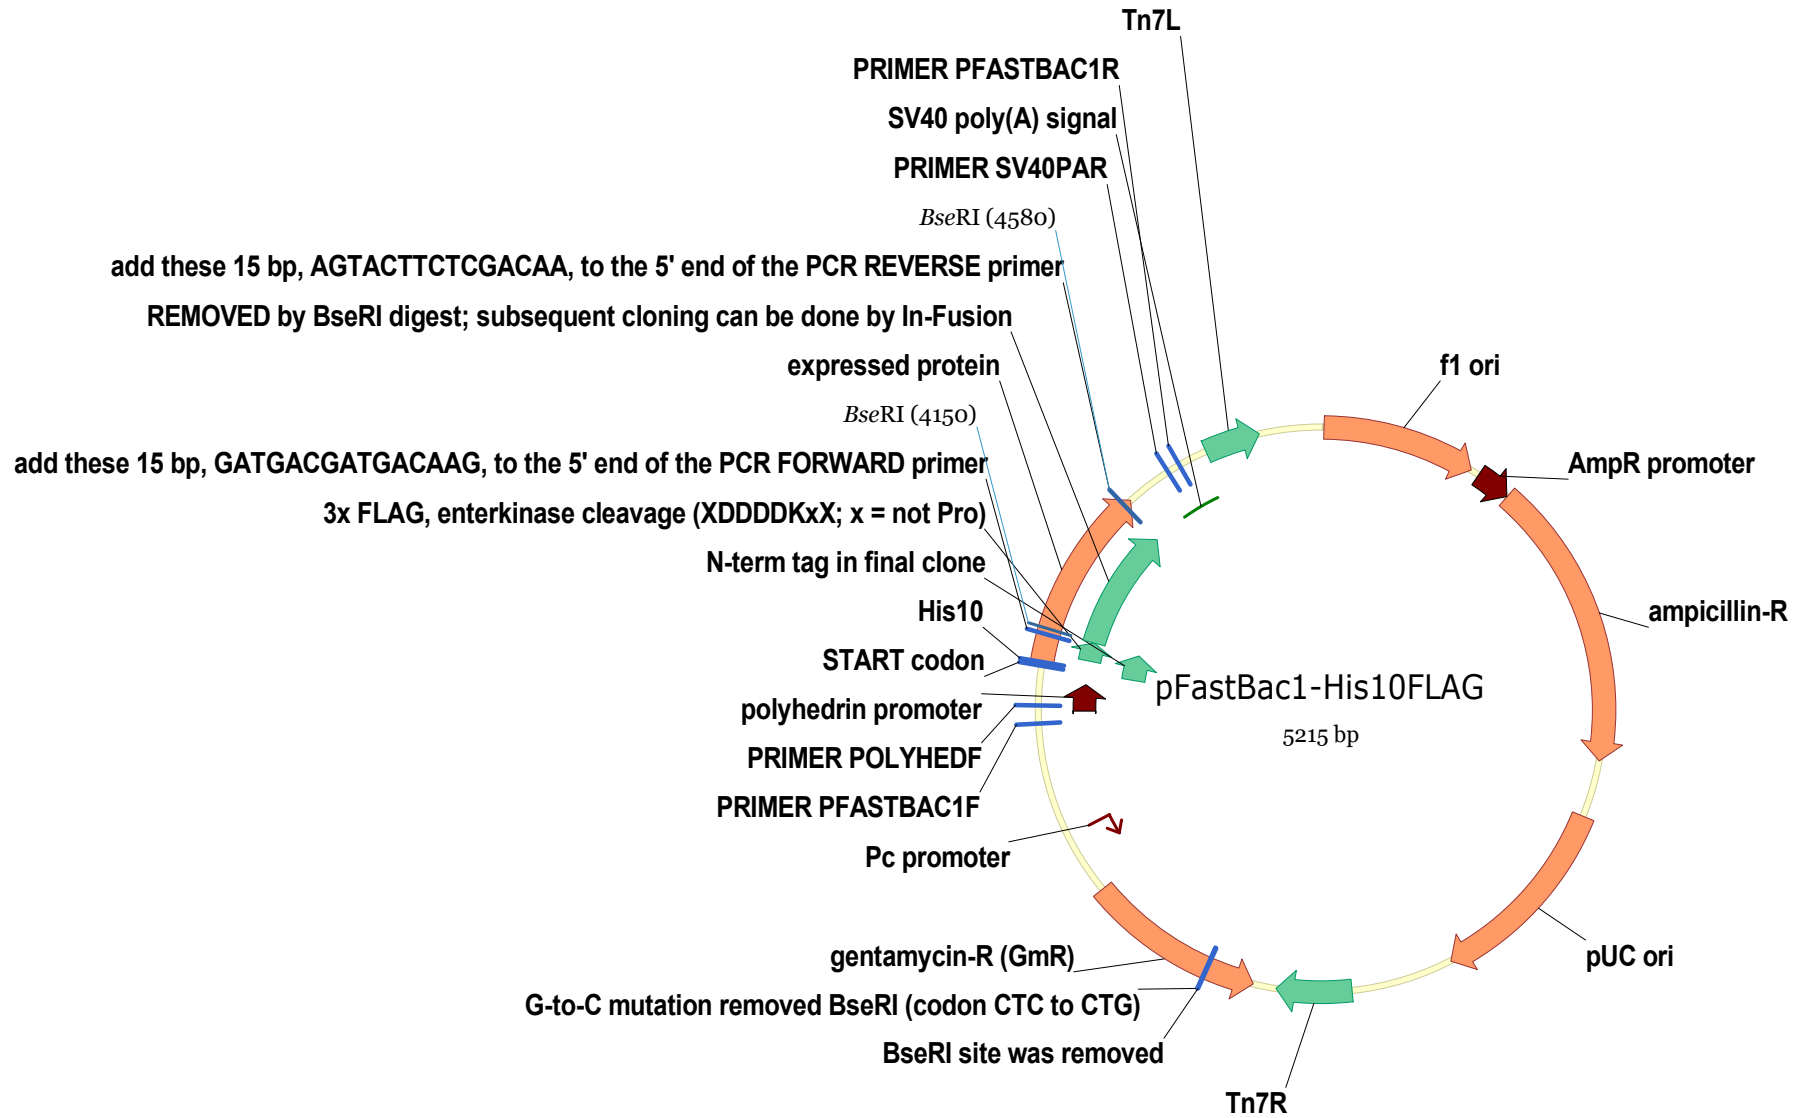 Tn7L
PRIMER PFASTBAC1R
SV40 poly(A) signal
PRIMER SV40PAR
BseRI (4580)
add these 15 bp, AGTACTTCTCGACAA, to the 5' end of the PCR REVERSE primer
REMOVED by BseRI digest; subsequent cloning can be done by In-Fusion
expressed protein
f1 ori
BseRI (4150)
add these 15 bp, GATGACGATGACAAG, to the 5' end of the PCR FORWARD primer
AmpR promoter
3x FLAG, enterkinase cleavage (XDDDDKxX; x = not Pro)
N-term tag in final clone
His10
ampicillin-R
START codon
pFastBac1-His10FLAG
polyhedrin promoter
5215 bp
PRIMER POLYHEDF
PRIMER PFASTBAC1F
Pc promoter
gentamycin-R (GmR)
pUC ori
G-to-C mutation removed BseRI (codon CTC to CTG)
BseRI site was removed
Tn7R